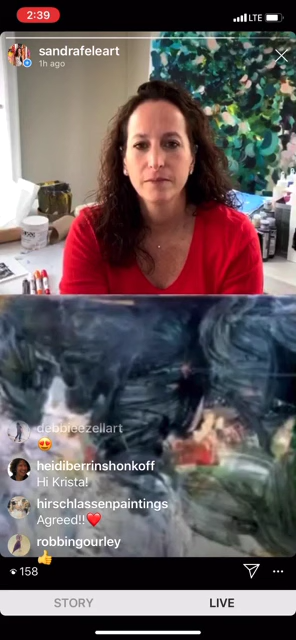 2:39
LTE
sandrafeleart
1h ago
debbieezellart
😍
heidiberrinshonkoff
Hi Krista!
hirschlassenpaintings
Agreed!!❤️
robbingourley
👍
158
STORY
LIVE